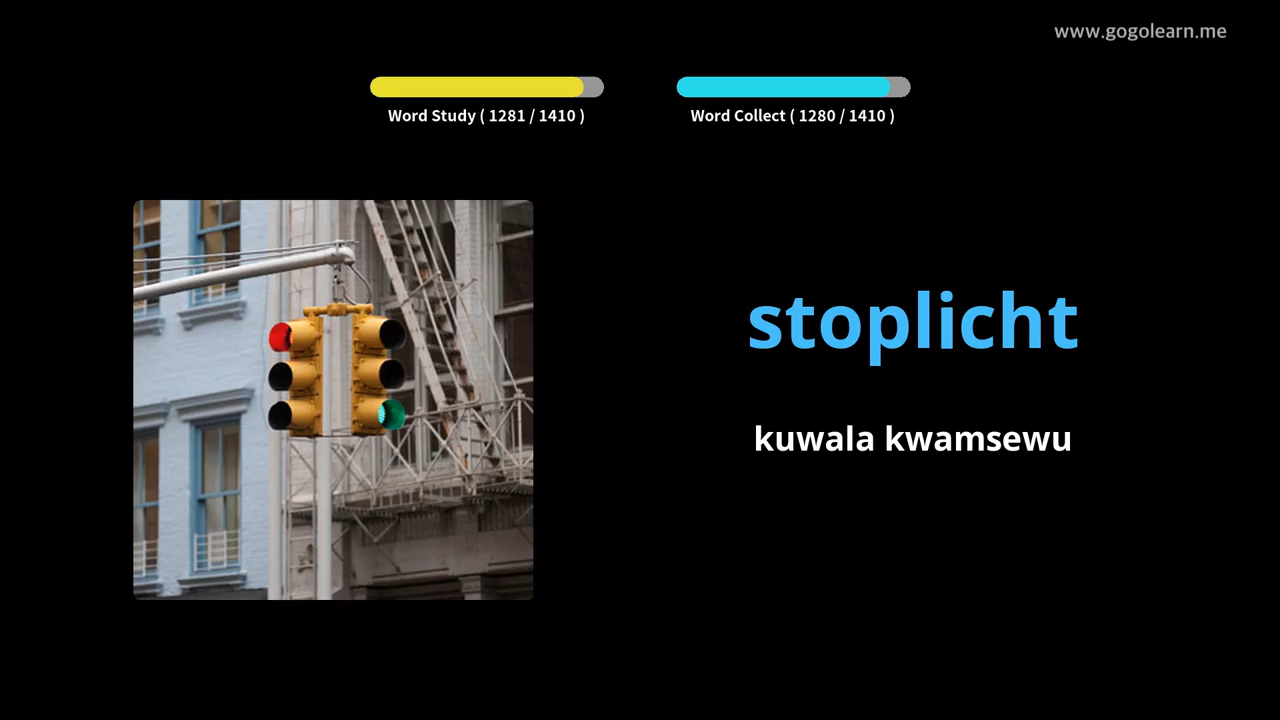 www.gogolearn.me
Word Study ( 1281 / 1410 )
Word Collect ( 1280 / 1410 )
stoplicht
kuwala kwamsewu